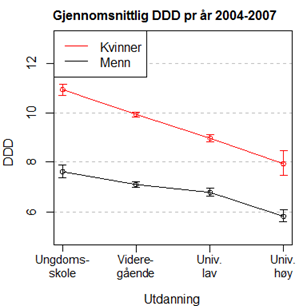 Gjennomsnittlig DDD pr år 2004-2007
Kvinner
Menn
DDD
12
10
8
6
Ungdoms-
skole
Videre-
gående
Univ.
lav
Univ.
høy
Utdanning